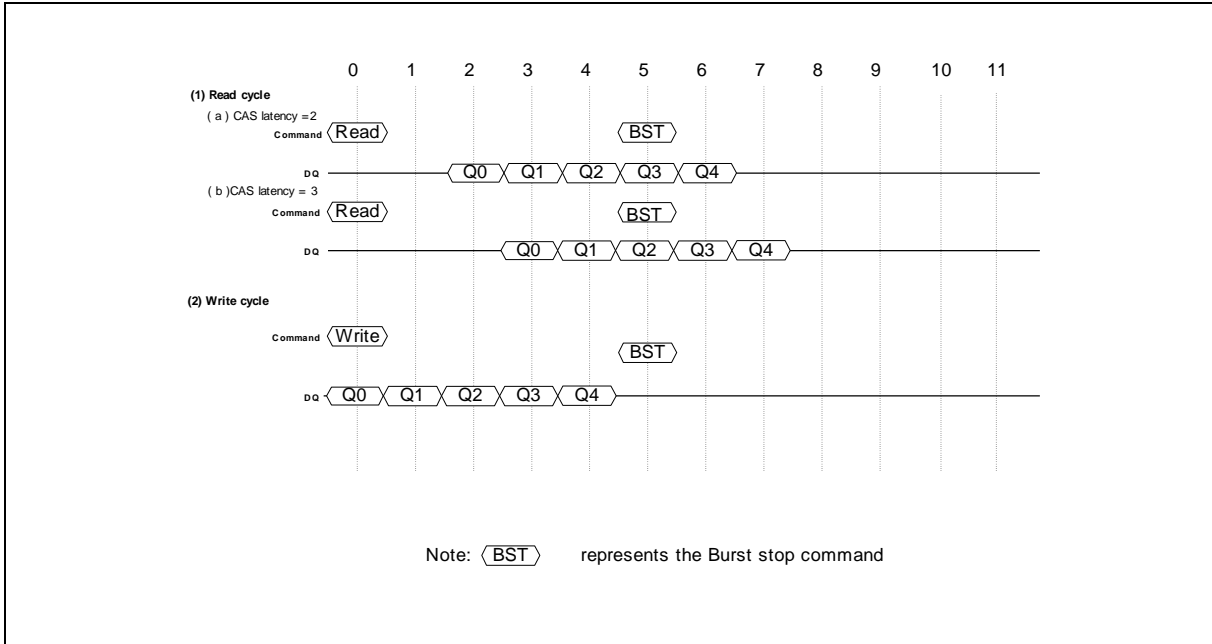 0 1 2 3 4 5 6 7 8 9 10 11
(1) Read cycle
( a ) CAS latency =2
Command Read BST
DQ Q0 Q1 Q2 Q3 Q4
( b )CAS latency = 3
Command Read BST
DQ Q0 Q1 Q2 Q3 Q4
(2) Write cycle
Command Write BST
DQ Q0 Q1 Q2 Q3 Q4
Note: BST represents the Burst stop command